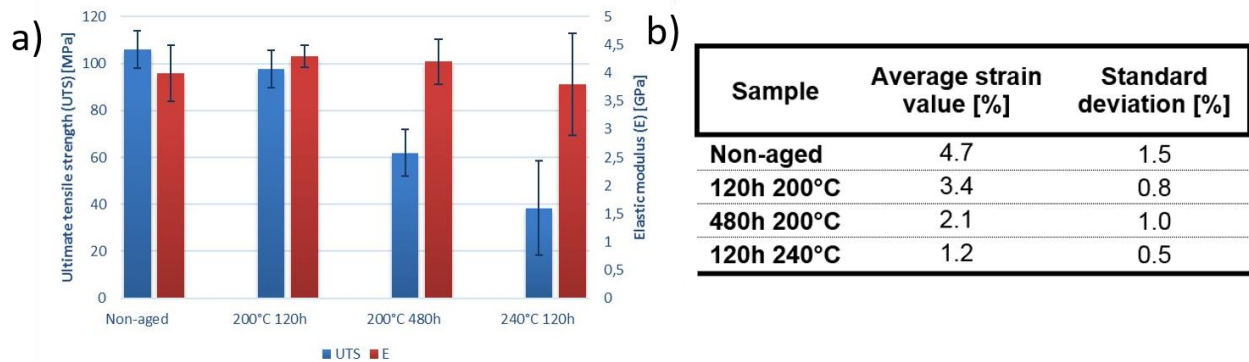 a)
Ultimate tensile strength (UTS) [MPa]
120
100
80
60
40
20
0
Non-aged
200°C 120h
200°C 480h
240°C 120h
5
4,5
4
3,5
3
2,5
2
1,5
1
0,5
0
Elastic modulus (E) [GPa]
UTS E
b)
Sample Average strain value [%] Standard deviation [%]
Non-aged 4.7 1.5
120h 200°C 3.4 0.8
480h 200°C 2.1 1.0
120h 240°C 1.2 0.5